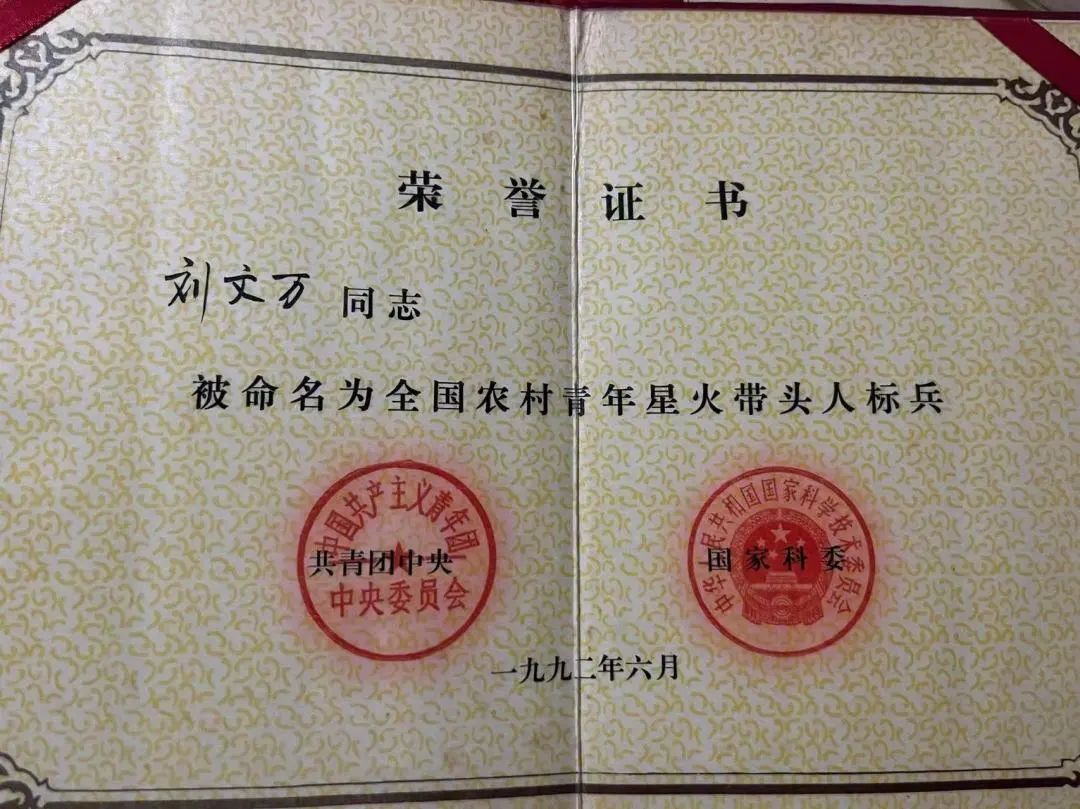 荣誉证书
刘文万同志
被命名为全国农村青年星火带头人标兵
中国共产主义青年团
共青团中央
中央委员会
中华人民共和国国家科学技术委员会
国家科委
一九九二年六月